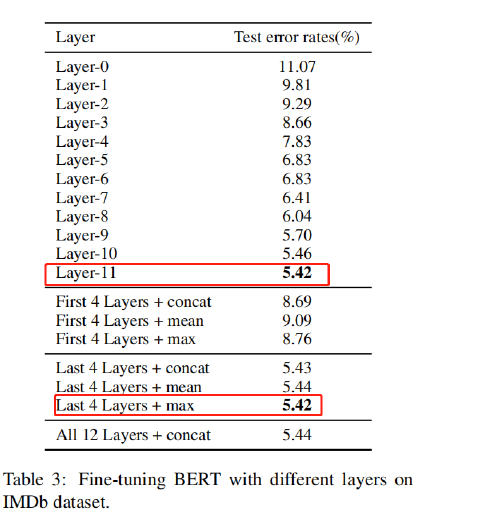 Layer Test error rates(%)
Layer-0 11.07
Layer-1 9.81
Layer-2 9.29
Layer-3 8.66
Layer-4 7.83
Layer-5 6.83
Layer-6 6.83
Layer-7 6.41
Layer-8 6.04
Layer-9 5.70
Layer-10 5.46
Layer-11 5.42
First 4 Layers + concat 8.69
First 4 Layers + mean 9.09
First 4 Layers + max 8.76
Last 4 Layers + concat 5.43
Last 4 Layers + mean 5.44
Last 4 Layers + max 5.42
All 12 Layers + concat 5.44
Table 3: Fine-tuning BERT with different layers on
IMDb dataset.